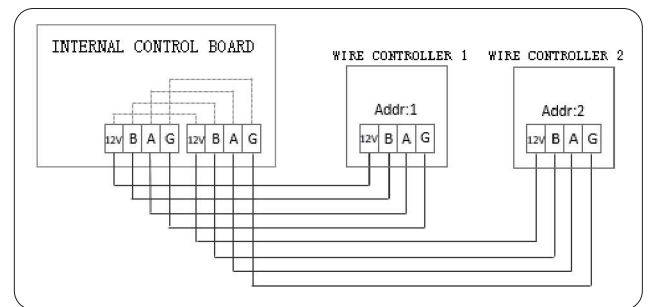 INTERNAL CONTROL BOARD
WIRE CONTROLLER 1
WIRE CONTROLLER 2
Addr:1
Addr:2
12V B A G
12V B A G
12V B A G
12V B A G